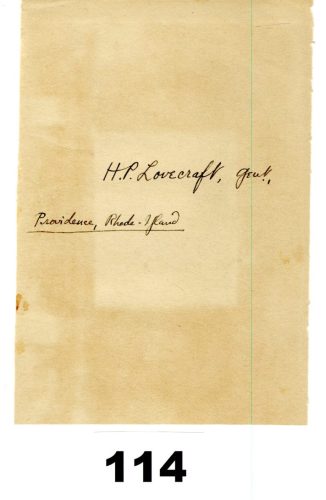 H.P. Lovecraft, Gent.,
Providence, Rhode-Island
114